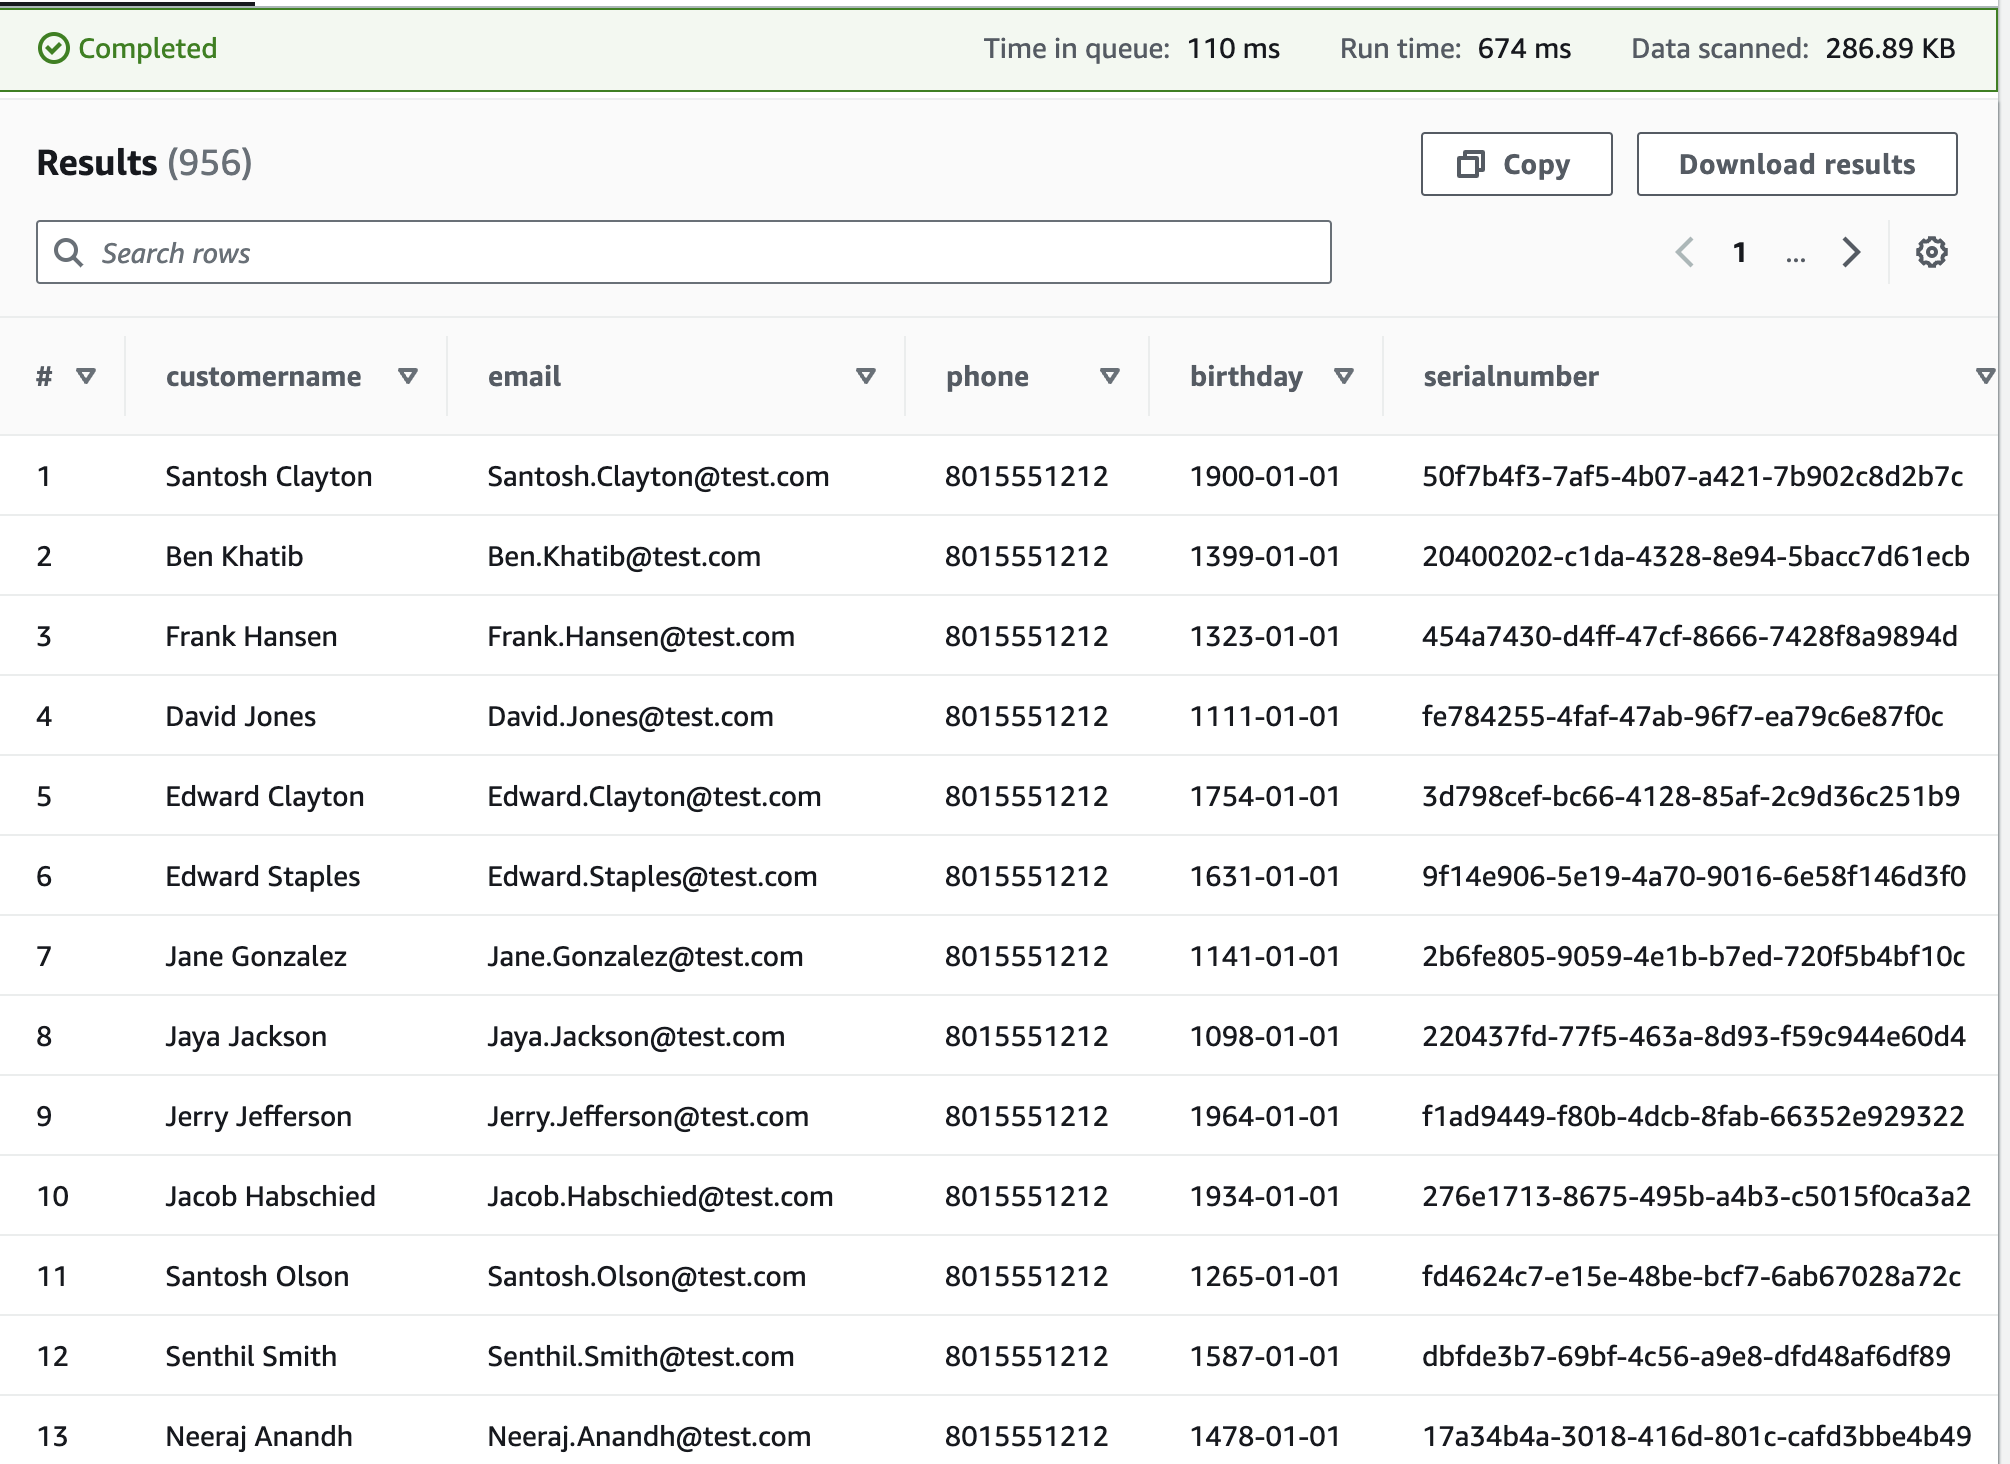 Completed Time in queue: 110 ms Run time: 674 ms Data scanned: 286.89 KB
Results (956) Copy Download results
Search rows 1 ...
# customername email phone birthday serialnumber
1 Santosh Clayton Santosh.Clayton@test.com 8015551212 1900-01-01 50f7b4f3-7af5-4b07-a421-7b902c8d2b7c
2 Ben Khatib Ben.Khatib@test.com 8015551212 1399-01-01 20400202-c1da-4328-8e94-5bacc7d61ecb
3 Frank Hansen Frank.Hansen@test.com 8015551212 1323-01-01 454a7430-d4ff-47cf-8666-7428f8a9894d
4 David Jones David.Jones@test.com 8015551212 1111-01-01 fe784255-4faf-47ab-96f7-ea79c6e87f0c
5 Edward Clayton Edward.Clayton@test.com 8015551212 1754-01-01 3d798cef-bc66-4128-85af-2c9d36c251b9
6 Edward Staples Edward.Staples@test.com 8015551212 1631-01-01 9f14e906-5e19-4a70-9016-6e58f146d3f0
7 Jane Gonzalez Jane.Gonzalez@test.com 8015551212 1141-01-01 2b6fe805-9059-4e1b-b7ed-720f5b4bf10c
8 Jaya Jackson Jaya.Jackson@test.com 8015551212 1098-01-01 220437fd-77f5-463a-8d93-f59c944e60d4
9 Jerry Jefferson Jerry.Jefferson@test.com 8015551212 1964-01-01 f1ad9449-f80b-4dcb-8fab-66352e929322
10 Jacob Habschied Jacob.Habschied@test.com 8015551212 1934-01-01 276e1713-8675-495b-a4b3-c5015f0ca3a2
11 Santosh Olson Santosh.Olson@test.com 8015551212 1265-01-01 fd4624c7-e15e-48be-bcf7-6ab67028a72c
12 Senthil Smith Senthil.Smith@test.com 8015551212 1587-01-01 dbfde3b7-69bf-4c56-a9e8-dfd48af6df89
13 Neeraj Anandh Neeraj.Anandh@test.com 8015551212 1478-01-01 17a34b4a-3018-416d-801c-cafd3bbe4b49